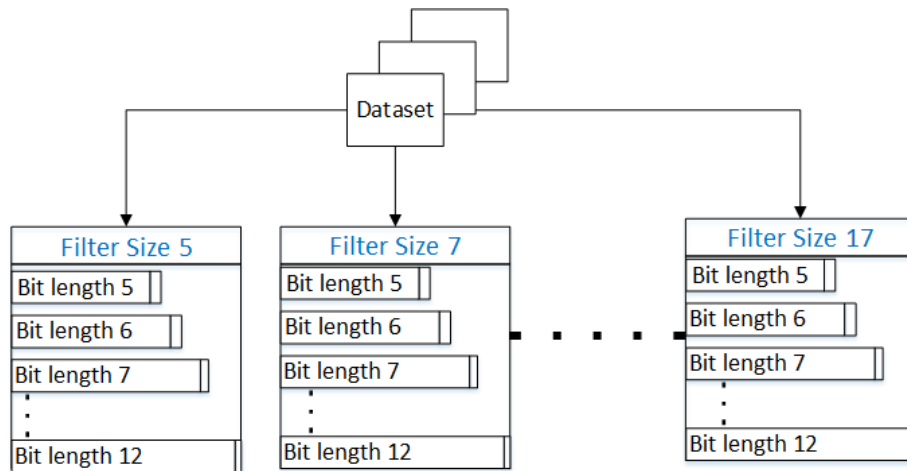 Dataset
Filter Size 5
Bit length 5
Bit length 6
Bit length 7
Bit length 12
Filter Size 7
Bit length 5
Bit length 6
Bit length 7
Bit length 12
Filter Size 17
Bit length 5
Bit length 6
Bit length 7
Bit length 12